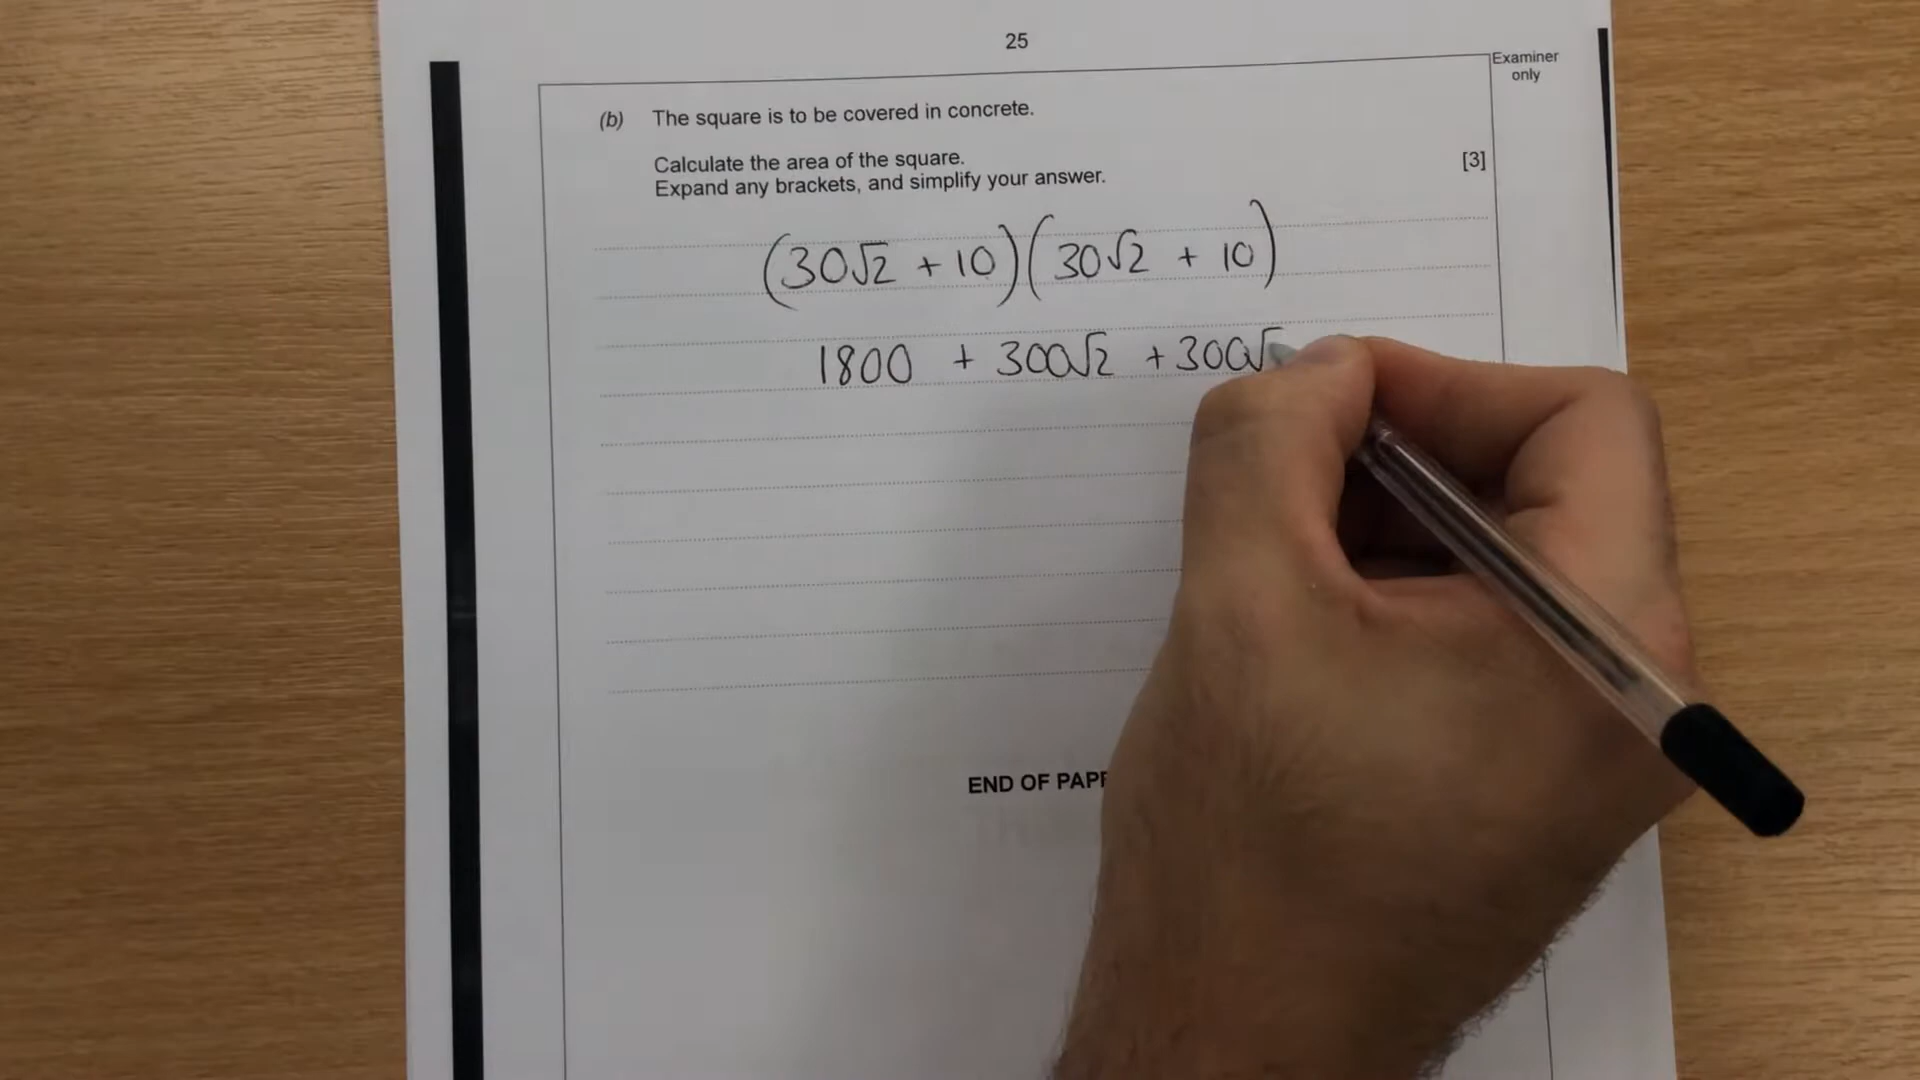 25
Examiner
only
(b) The square is to be covered in concrete.
Calculate the area of the square. [3]
Expand any brackets, and simplify your answer.
(30√2 + 10)(30√2 + 10)
1800 + 300√2 + 300√
END OF